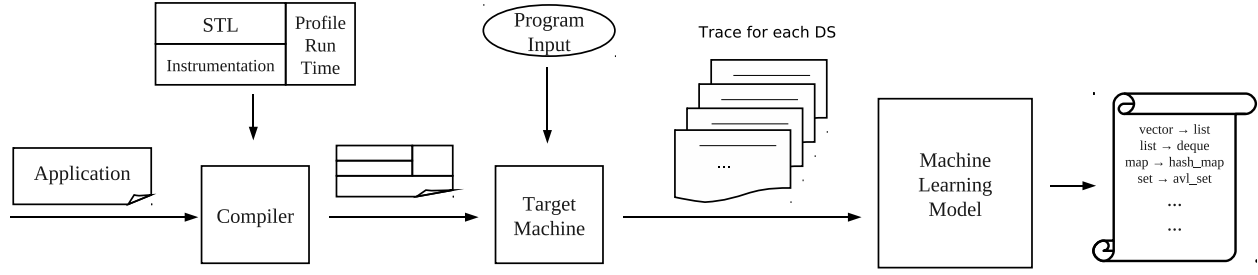 STL
Instrumentation
Profile
Run
Time
Program
Input
Trace for each DS
Application
Compiler
Target
Machine
...
Machine
Learning
Model
vector → list
list → deque
map → hash_map
set → avl_set
...
...